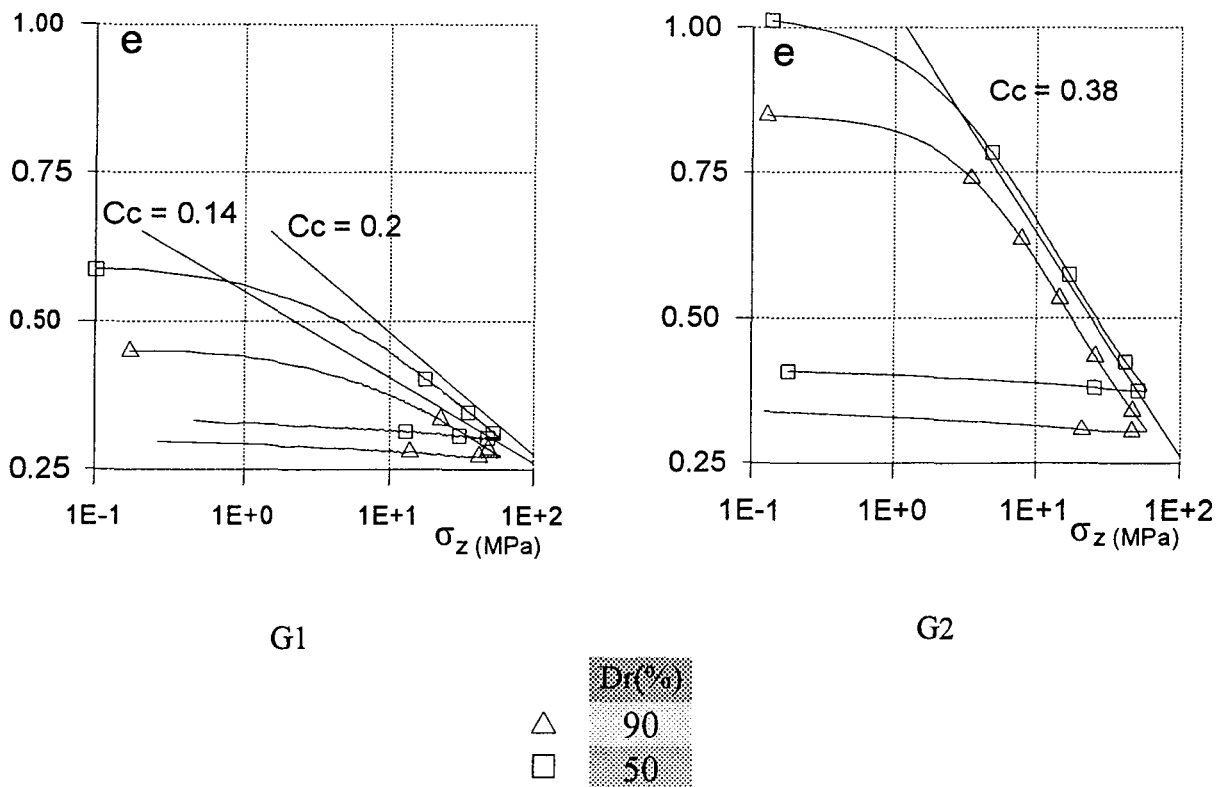 1.00
e
0.75
Cc = 0.14
Cc = 0.2
0.50
0.25
1E-1
1E+0
1E+1
1E+2
σz (MPa)
G1
1.00
e
Cc = 0.38
0.75
0.50
0.25
1E-1
1E+0
1E+1
1E+2
σz (MPa)
G2
Dr(%)
90
50